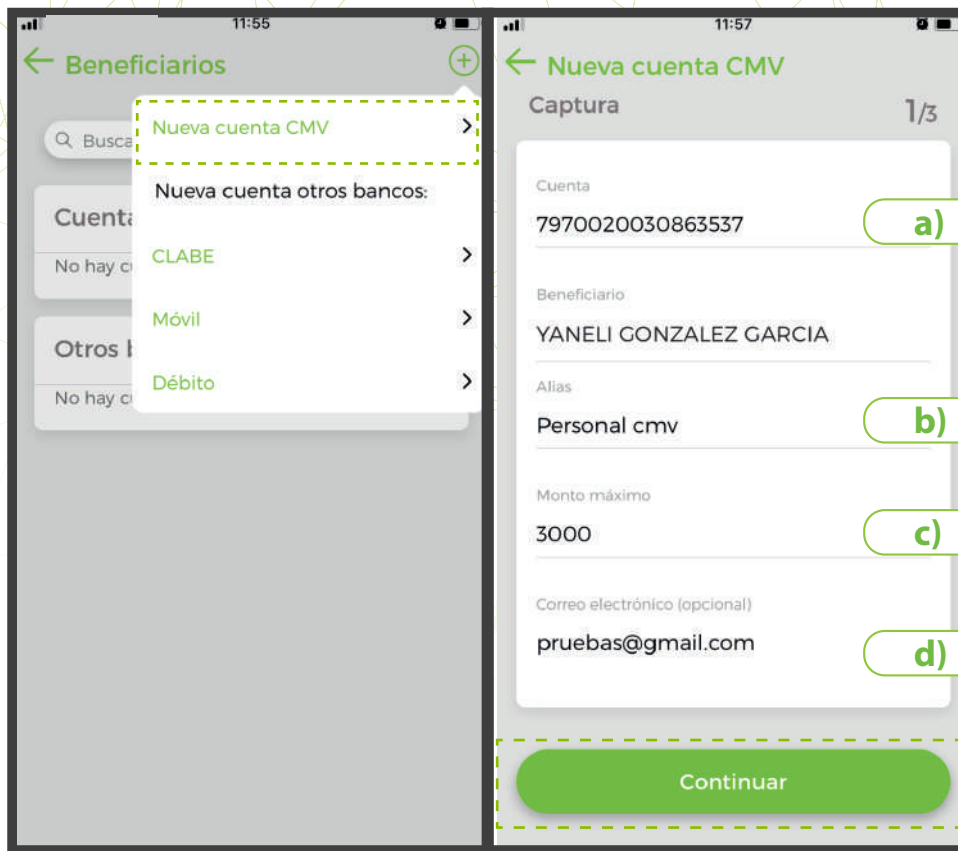 11:55
Beneficiarios
Busca
Nueva cuenta CMV
Nueva cuenta otros bancos:
Cuenta
CLABE
No hay c
Móvil
Otros
Débito
No hay c
11:57
Nueva cuenta CMV
Captura
1/3
Cuenta
7970020030863537
a)
Beneficiario
YANELI GONZALEZ GARCIA
Alias
Personal cmv
b)
Monto máximo
3000
c)
Correo electrónico (opcional)
pruebas@gmail.com
d)
Continuar